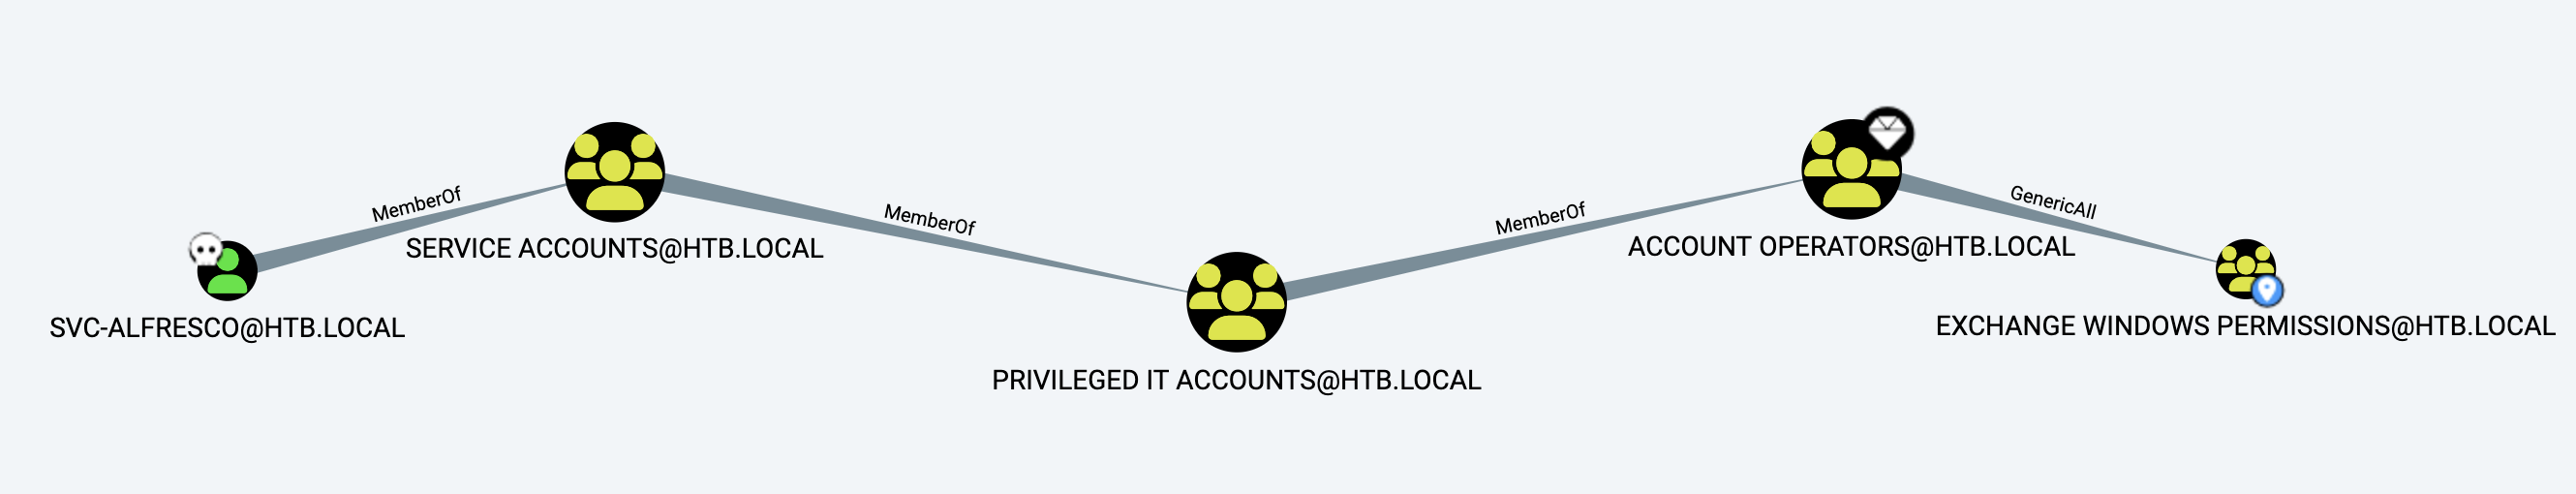 MemberOf
SVC-ALFRESCO@HTB.LOCAL
SERVICE ACCOUNTS@HTB.LOCAL
MemberOf
PRIVILEGED IT ACCOUNTS@HTB.LOCAL
MemberOf
ACCOUNT OPERATORS@HTB.LOCAL
GenericAll
EXCHANGE WINDOWS PERMISSIONS@HTB.LOCAL